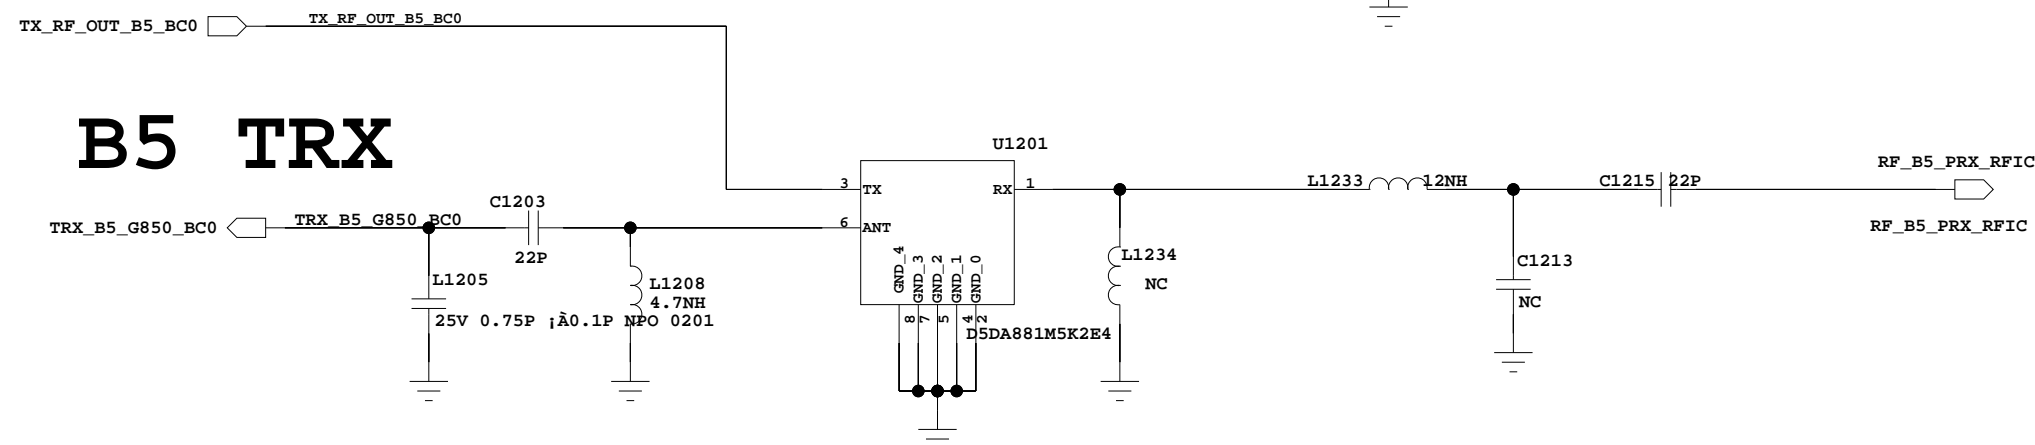 TX_RF_OUT_B5_BC0
TX_RF_OUT_B5_BC0
B5 TRX
U1201
RF_B5_PRX_RFIC
3
TX
RX
1
L1233
12NH
C1215
22P
C1203
TRX_B5_G850_BC0
TRX_B5_G850_BC0
6
ANT
RF_B5_PRX_RFIC
22P
L1205
L1208
4.7NH
25V 0.75P ¡À0.1P NPO 0201
GND_4
GND_3
GND_2
GND_1
GND_0
8
7
5
4
2
D5DA881M5K2E4
L1234
NC
C1213
NC